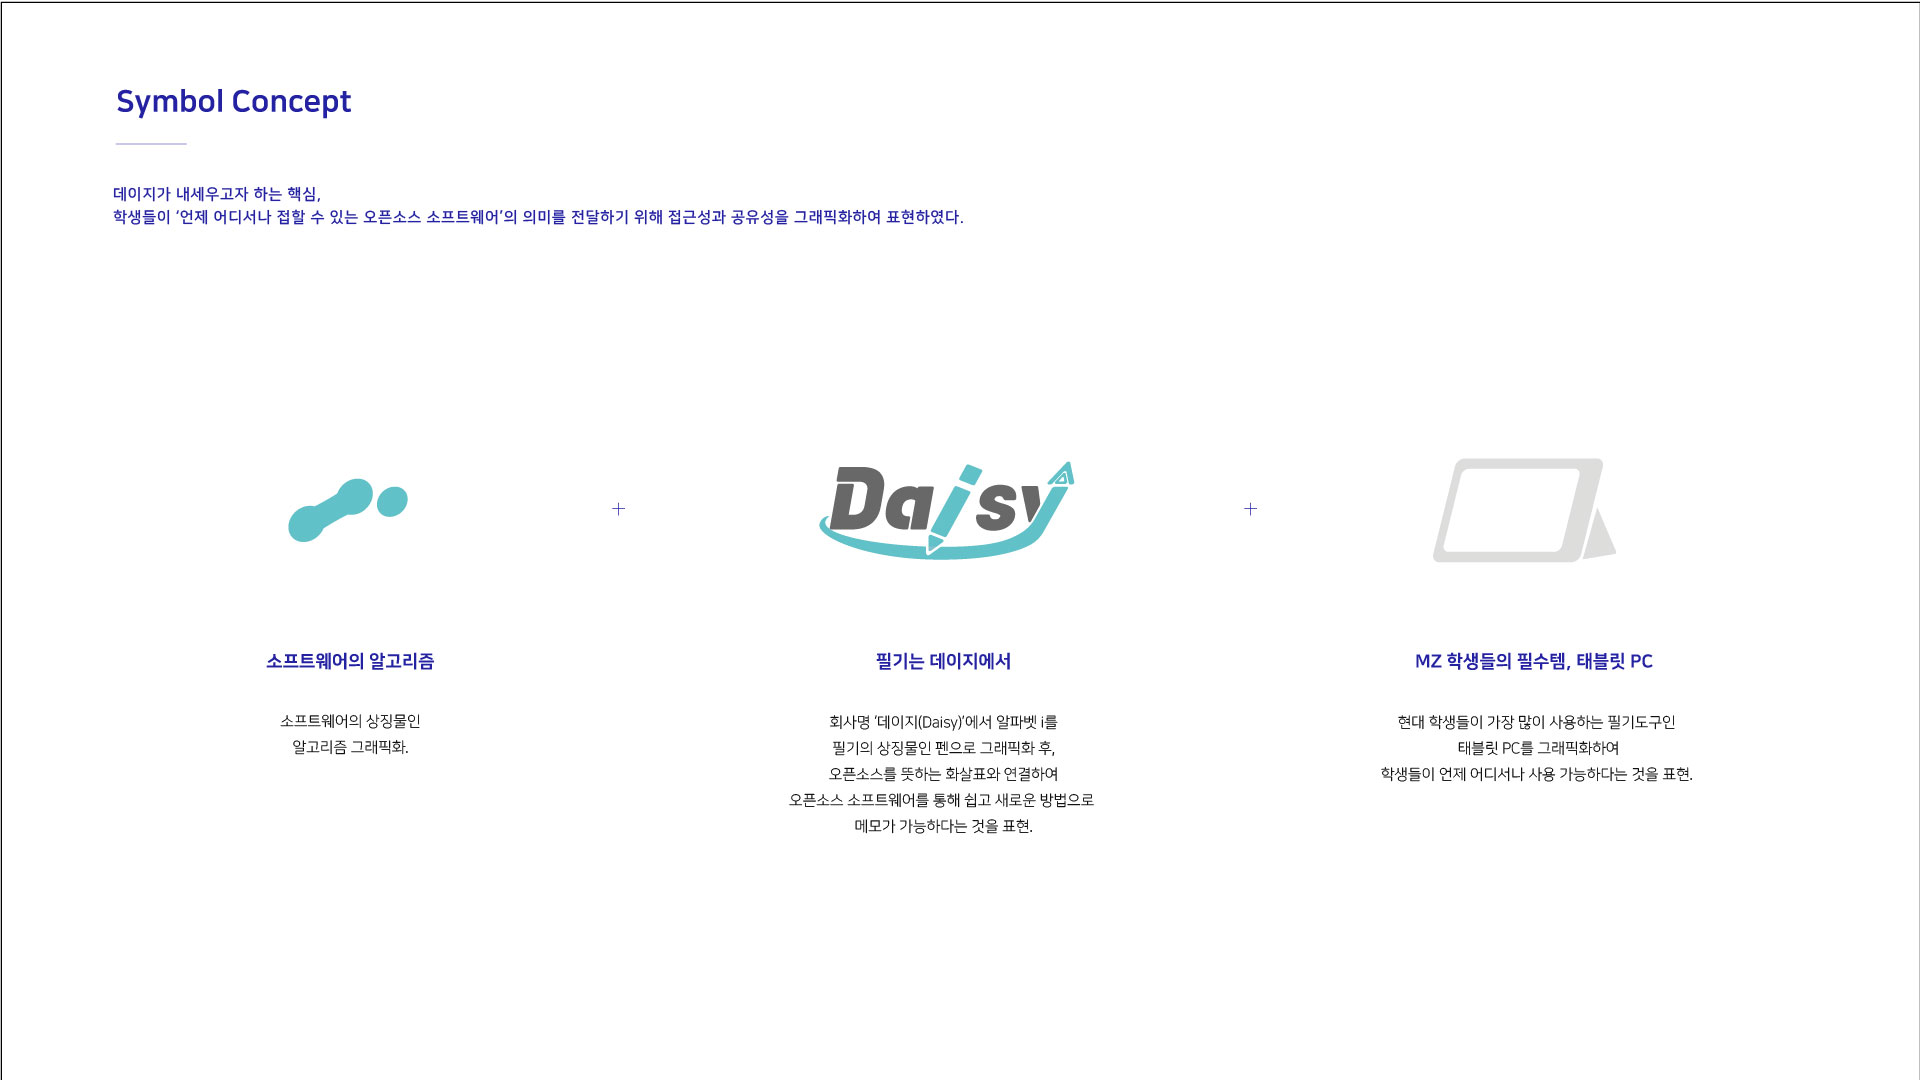 Symbol Concept
데이지가 내세우고자 하는 핵심,
학생들이 ‘언제 어디서나 접할 수 있는 오픈소스 소프트웨어’의 의미를 전달하기 위해 접근성과 공유성을 그래픽화하여 표현하였다.
+
Daisy
+
소프트웨어의 알고리즘
소프트웨어의 상징물인
알고리즘 그래픽화.
필기는 데이지에서
회사명 ‘데이지(Daisy)’에서 알파벳 i를
필기의 상징물인 펜으로 그래픽화 후,
오픈소스를 뜻하는 화살표와 연결하여
오픈소스 소프트웨어를 통해 쉽고 새로운 방법으로
메모가 가능하다는 것을 표현.
MZ 학생들의 필수템, 태블릿 PC
현대 학생들이 가장 많이 사용하는 필기도구인
태블릿 PC를 그래픽화하여
학생들이 언제 어디서나 사용 가능하다는 것을 표현.